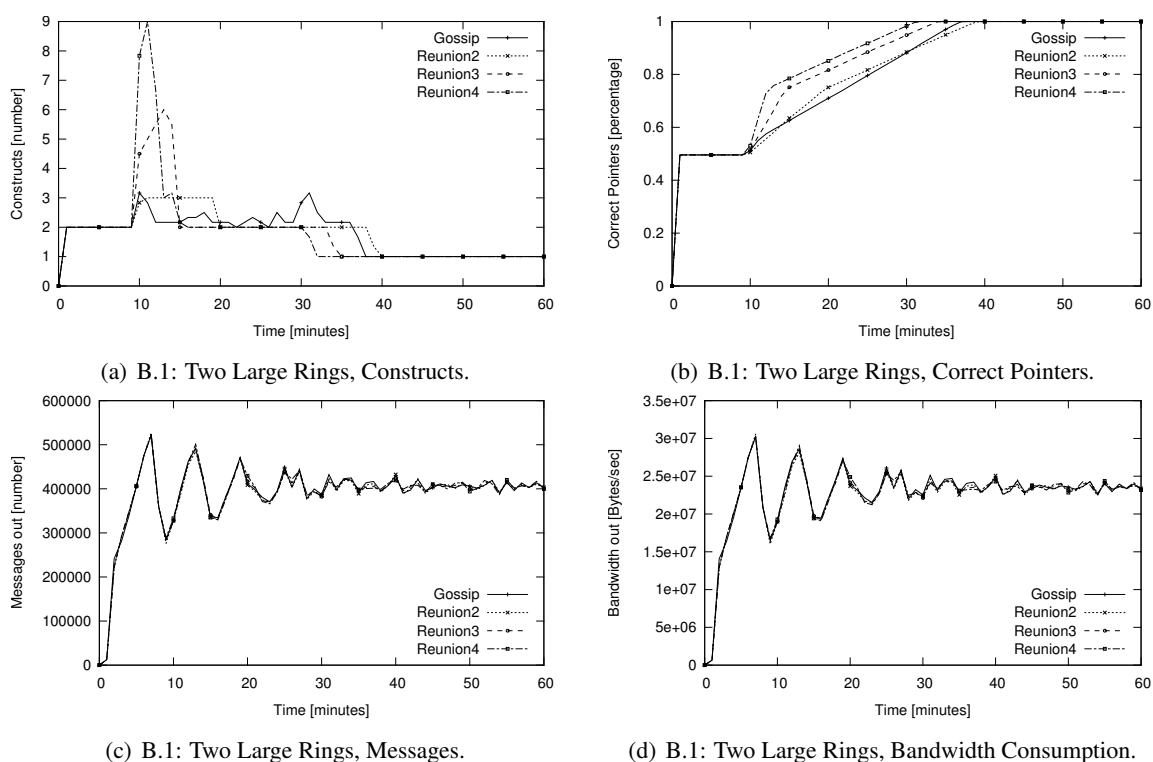 9
8
7
6
5
4
3
2
1
0
Constructs [number]
0 10 20 30 40 50 60
Time [minutes]
Gossip
Reunion2
Reunion3
Reunion4
(a) B.1: Two Large Rings, Constructs.
1
0.8
0.6
0.4
0.2
0
Correct Pointers [percentage]
0 10 20 30 40 50 60
Time [minutes]
Gossip
Reunion2
Reunion3
Reunion4
(b) B.1: Two Large Rings, Correct Pointers.
600000
500000
400000
300000
200000
100000
0
Messages out [number]
0 10 20 30 40 50 60
Time [minutes]
Gossip
Reunion2
Reunion3
Reunion4
(c) B.1: Two Large Rings, Messages.
3.5e+07
3e+07
2.5e+07
2e+07
1.5e+07
1e+07
5e+06
0
Bandwidth out [Bytes/sec]
0 10 20 30 40 50 60
Time [minutes]
Gossip
Reunion2
Reunion3
Reunion4
(d) B.1: Two Large Rings, Bandwidth Consumption.